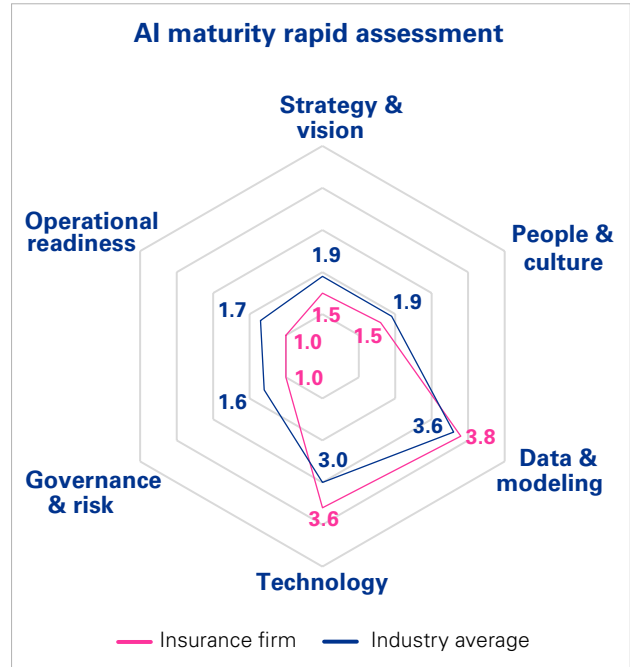 AI maturity rapid assessment
Strategy &
vision
Operational
readiness
People &
culture
1.9
1.7
1.9
1.5
1.5
1.0
1.0
1.6
3.6
3.8
3.0
Data &
modeling
Governance
& risk
3.6
Technology
Insurance firm
Industry average